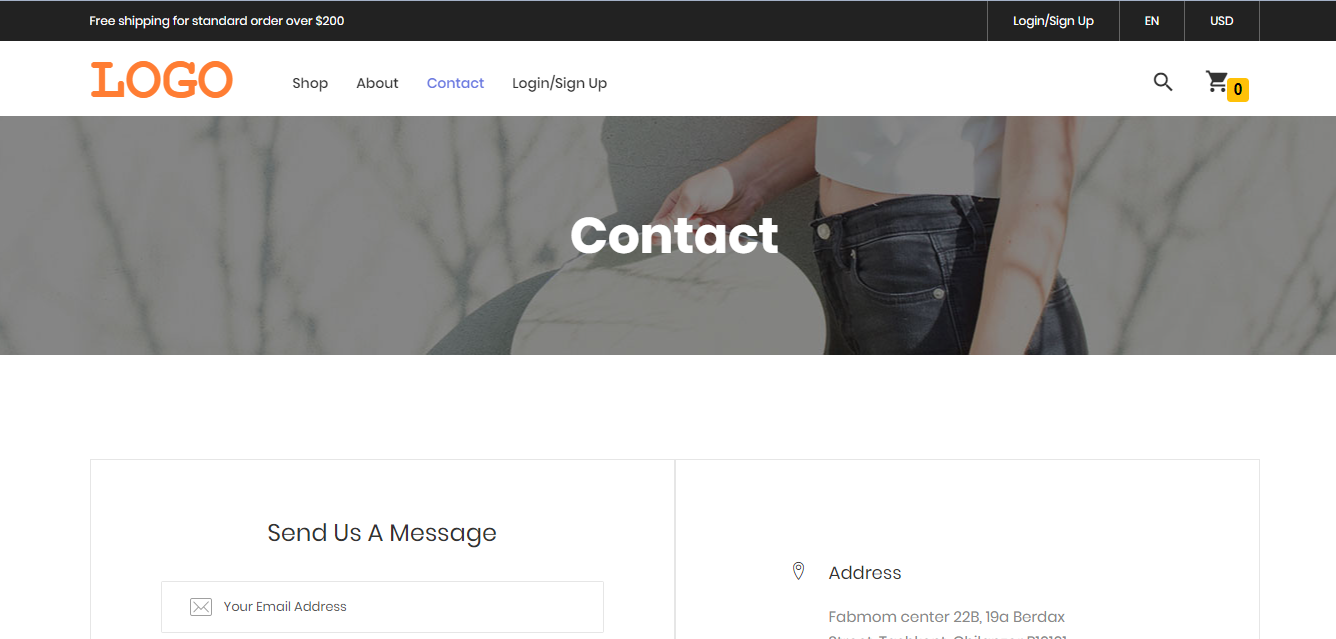 Free shipping for standard order over $200
Login/Sign Up
EN
USD
LOGO
Shop
About
Contact
Login/Sign Up
0
Contact
Send Us A Message
Your Email Address
Address
Fabmom center 22B, 19a Berdax